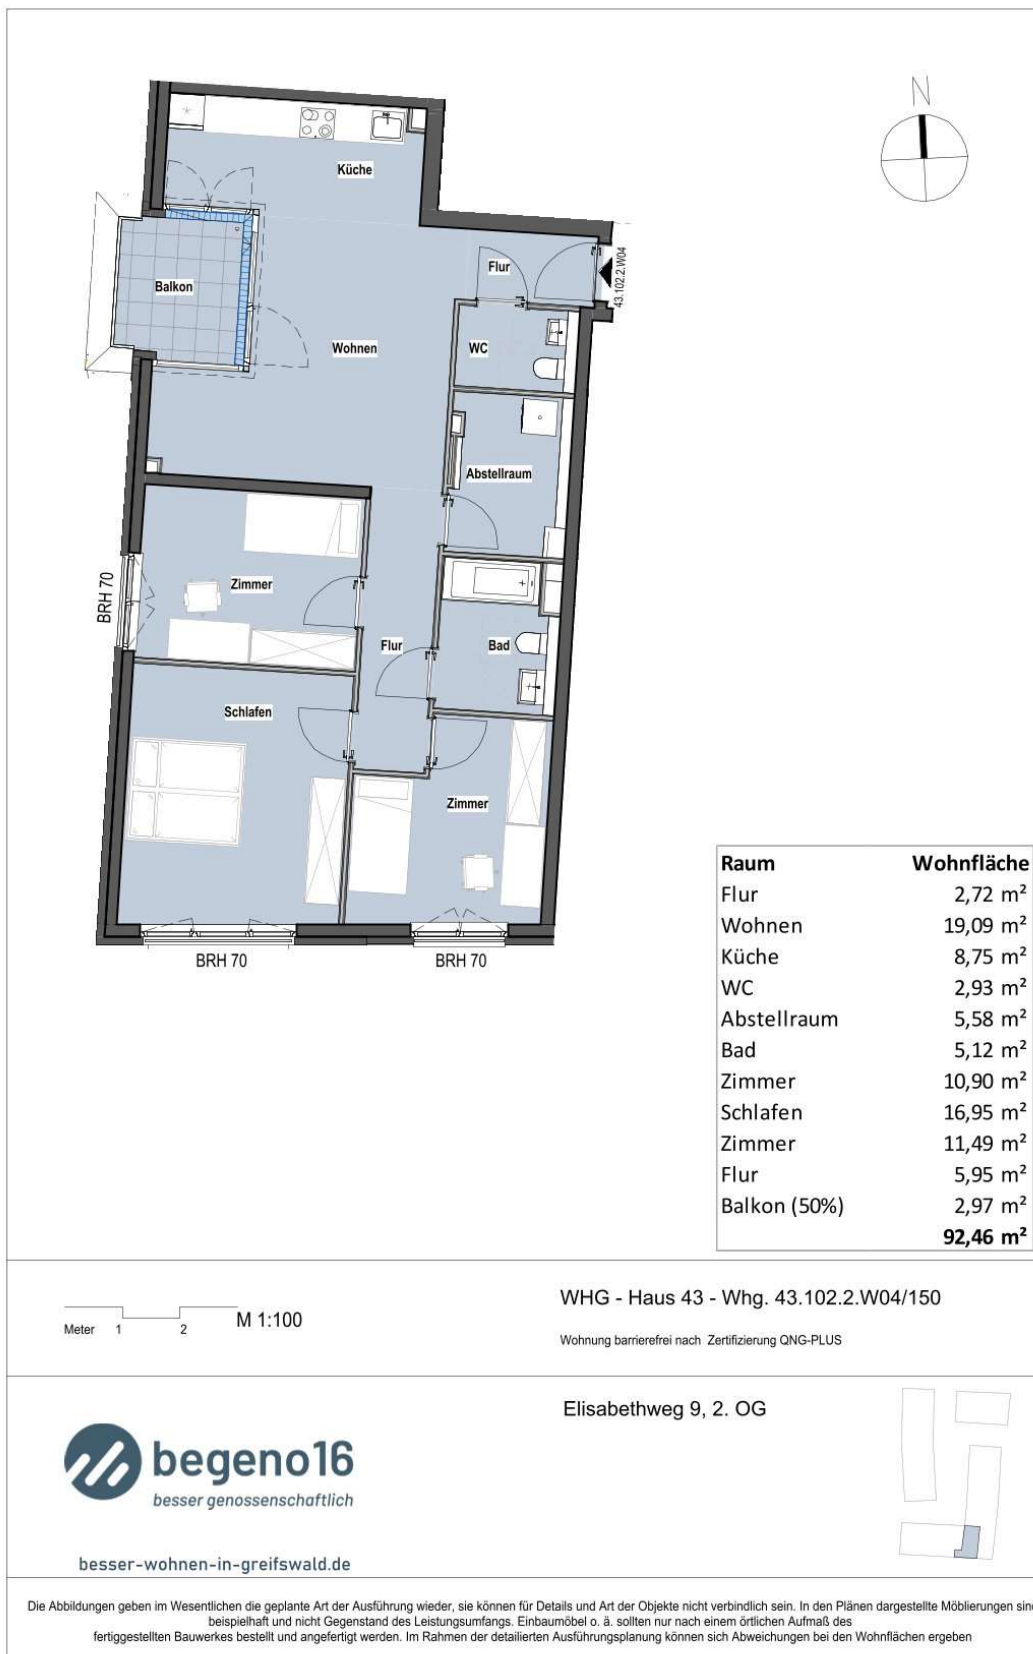 N
Küche
43.102.2.W04
Flur
Balkon
Wohnen
WC
Abstellraum
BRH 70
Zimmer
Flur
Bad
Schlafen
Zimmer
BRH 70
BRH 70
Raum Wohnfläche
Flur 2,72 m²
Wohnen 19,09 m²
Küche 8,75 m²
WC 2,93 m²
Abstellraum 5,58 m²
Bad 5,12 m²
Zimmer 10,90 m²
Schlafen 16,95 m²
Zimmer 11,49 m²
Flur 5,95 m²
Balkon (50%) 2,97 m²
92,46 m²
Meter 1 2 M 1:100
WHG - Haus 43 - Whg. 43.102.2.W04/150
Wohnung barrierefrei nach Zertifizierung QNG-PLUS
Elisabethweg 9, 2. OG
begeno16
besser genossenschaftlich
besser-wohnen-in-greifswald.de
Die Abbildungen geben im Wesentlichen die geplante Art der Ausführung wieder, sie können für Details und Art der Objekte nicht verbindlich sein. In den Plänen dargestellte Möblierungen sind
beispielhaft und nicht Gegenstand des Leistungsumfangs. Einbaumöbel o. ä. sollten nur nach einem örtlichen Aufmaß des
fertiggestellten Bauwerkes bestellt und angefertigt werden. Im Rahmen der detailierten Ausführungsplanung können sich Abweichungen bei den Wohnflächen ergeben